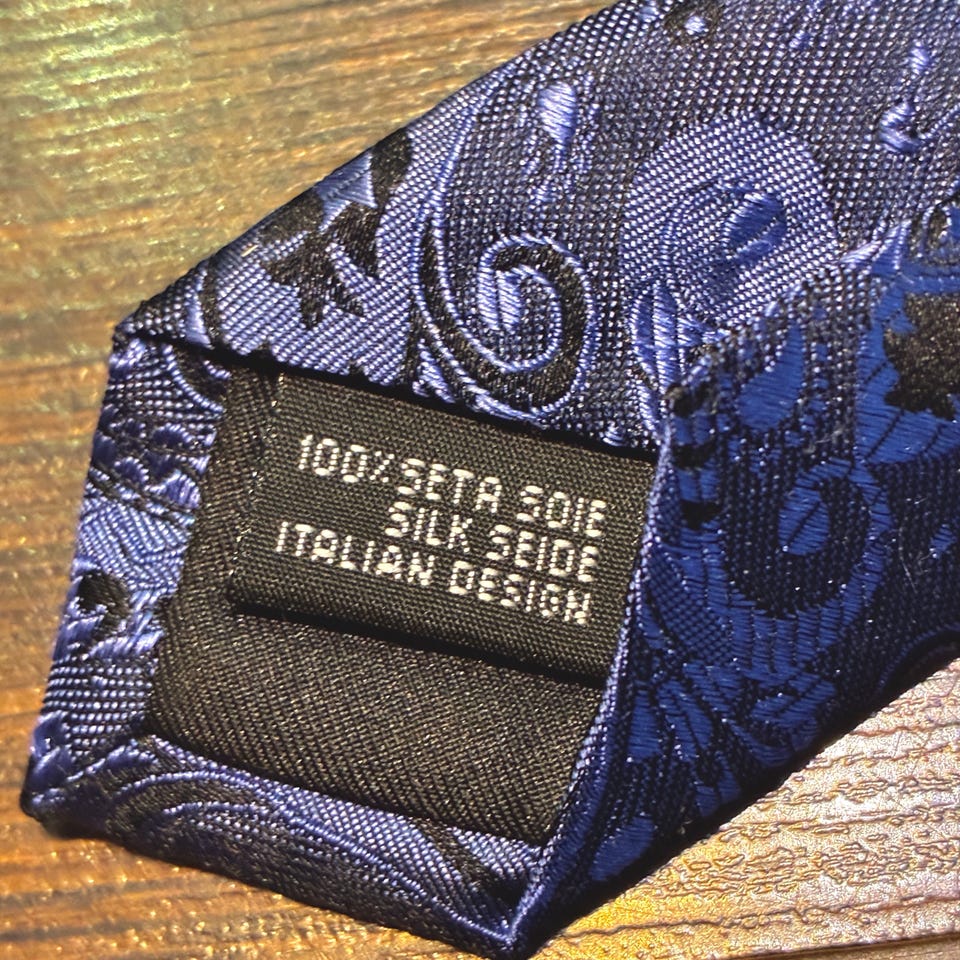 100% SETA SOIE
SILK SEIDE
ITALIAN DESIGN